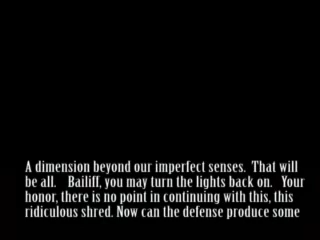 A dimension beyond our imperfect senses.  That will
be all.    Bailiff, you may turn the lights back on.   Your
honor, there is no point in continuing with this, this
ridiculous shred. Now can the defense produce some